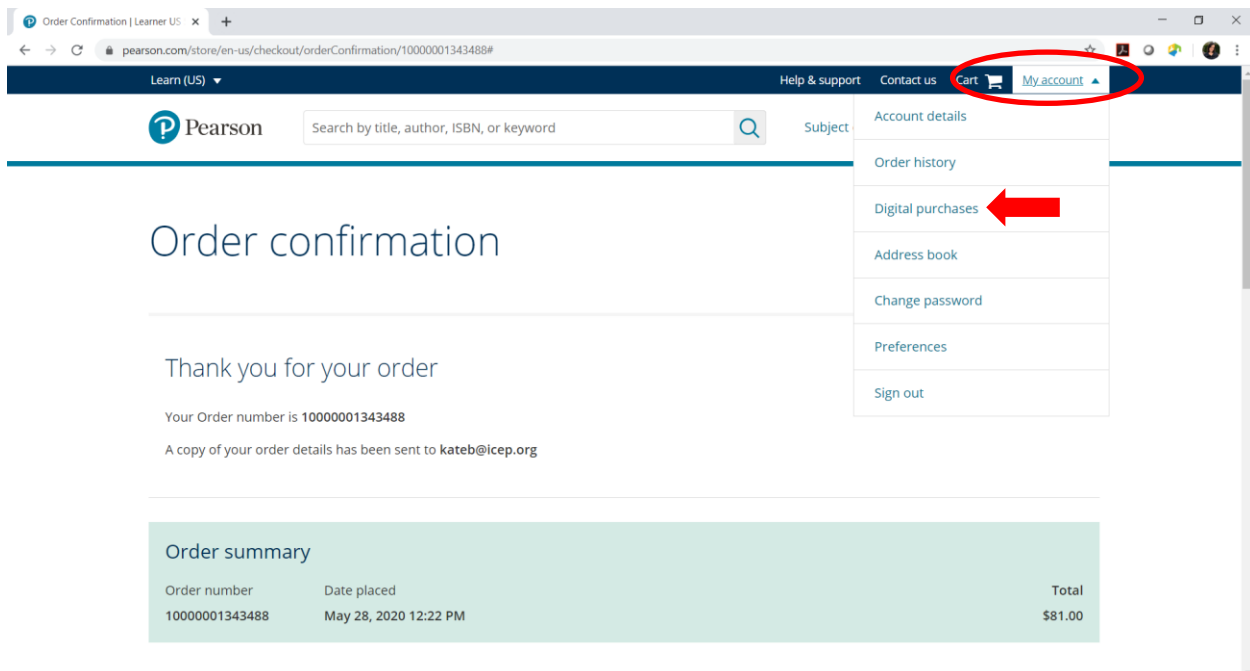 Order Confirmation | Learner US
pearson.com/store/en-us/checkout/orderConfirmation/10000001343488#
Learn (US)
Help & support Contact us Cart My account
Pearson
Search by title, author, ISBN, or keyword
Subject
Account details
Order history
Digital purchases
Address book
Change password
Preferences
Sign out
Order confirmation
Thank you for your order
Your Order number is 10000001343488
A copy of your order details has been sent to kateb@icep.org
Order summary
Order number Date placed Total
10000001343488 May 28, 2020 12:22 PM $81.00